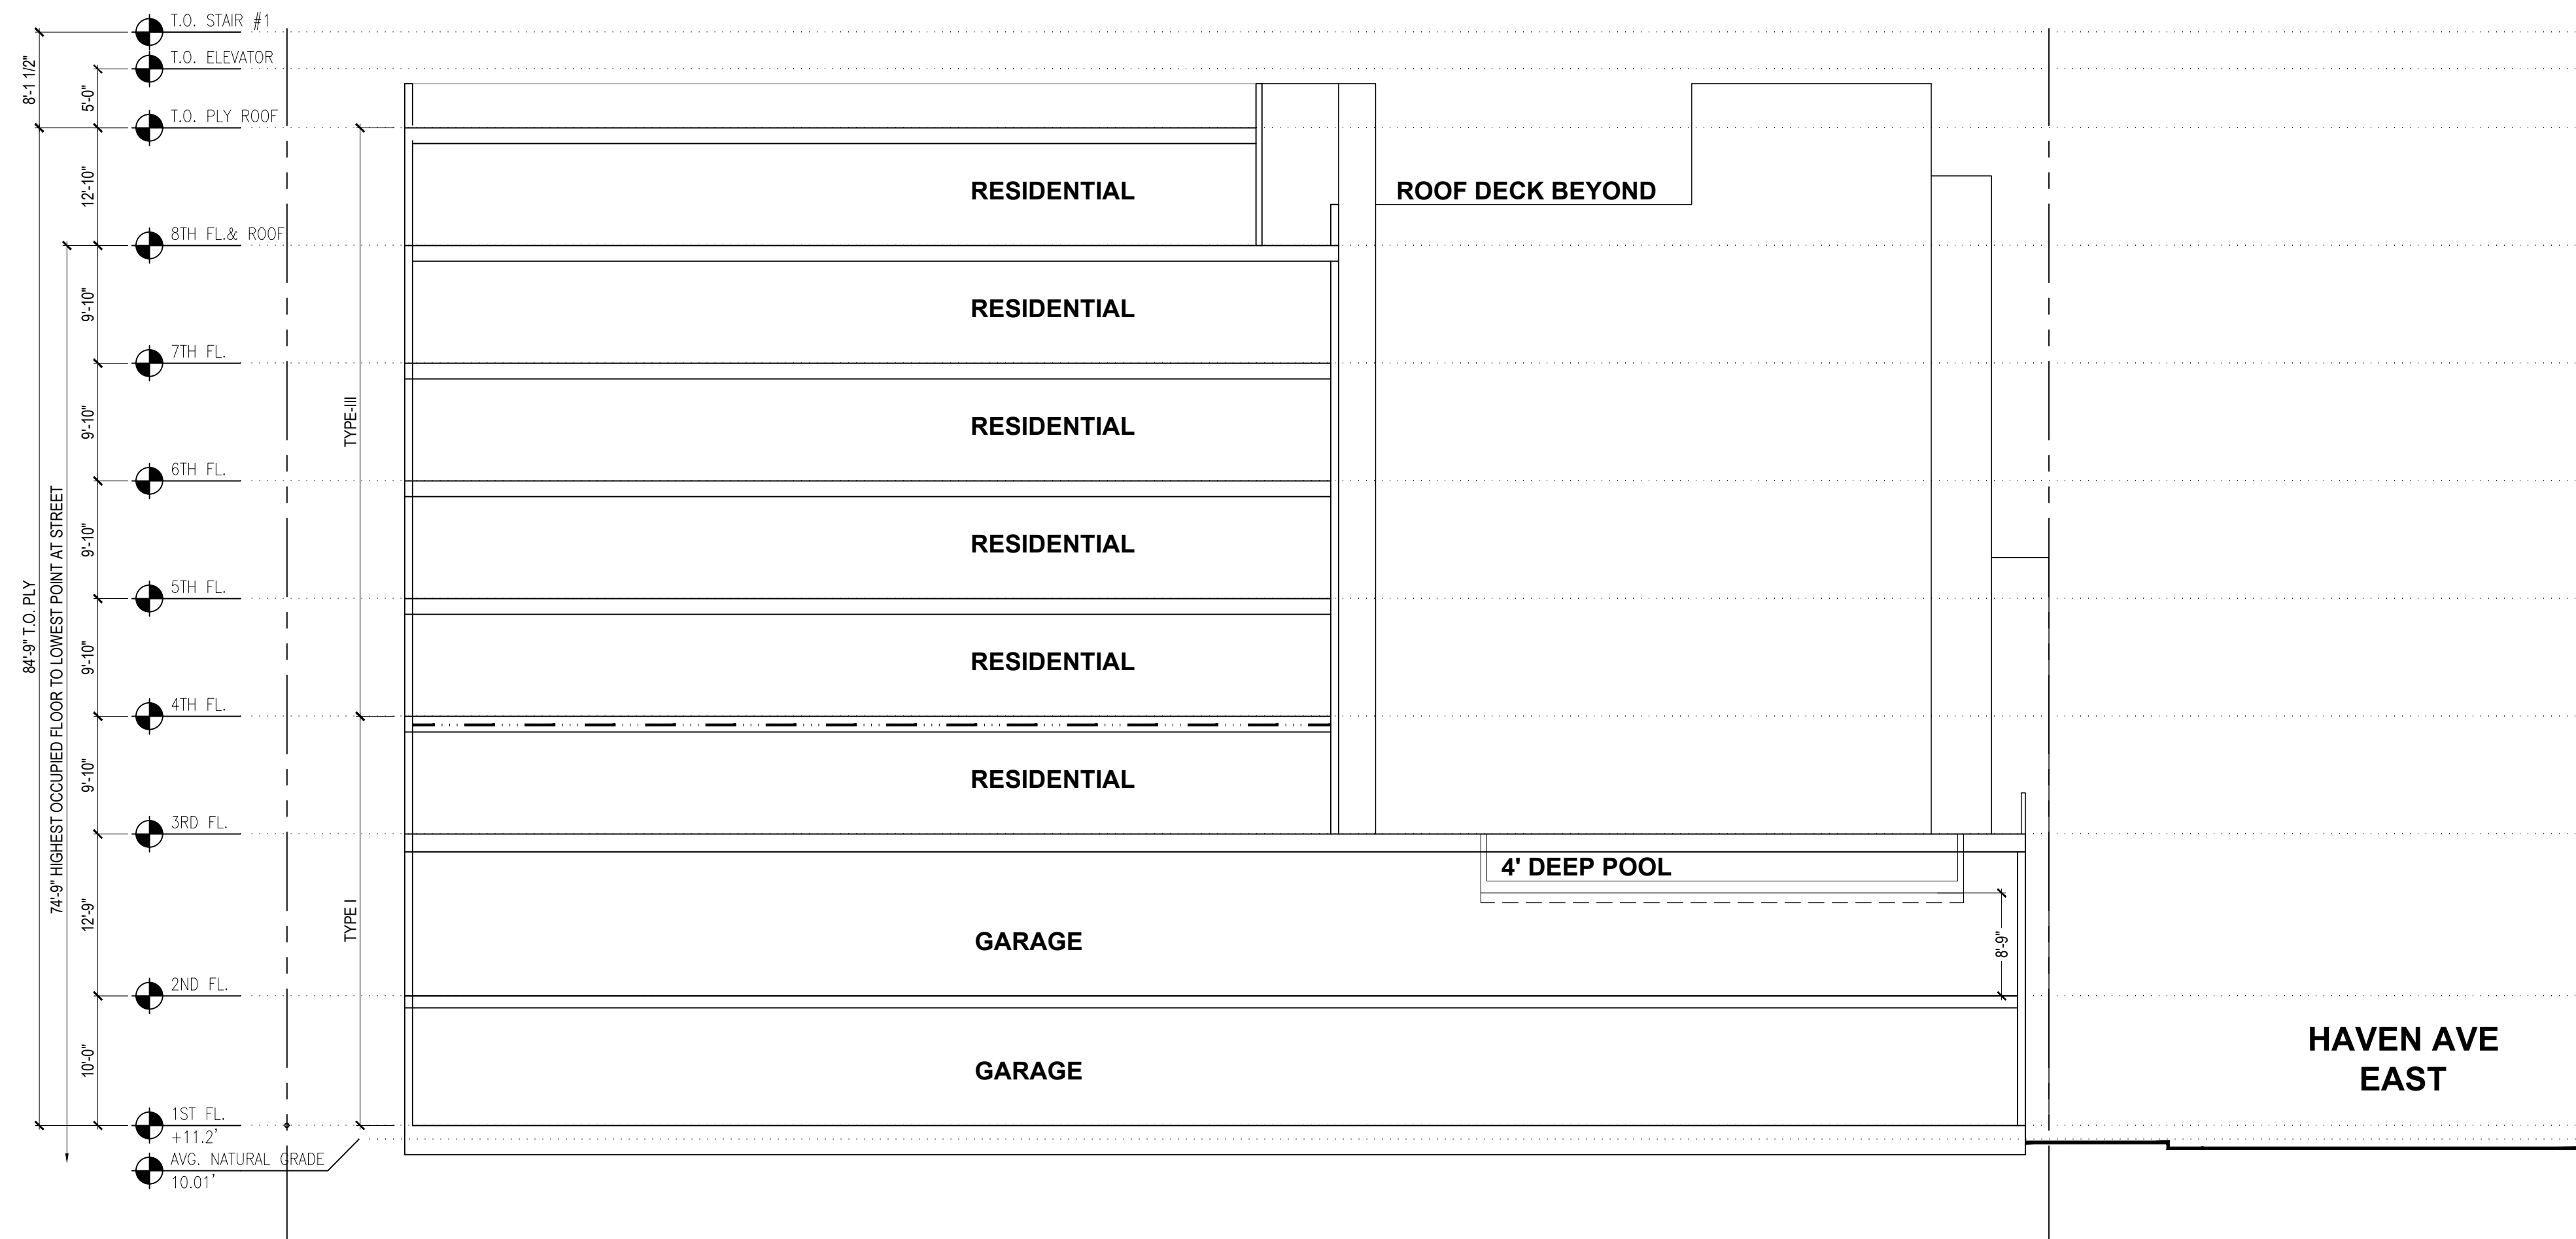 T.O. STAIR #1
T.O. ELEVATOR
T.O. PLY ROOF
8TH FL.& ROOF
7TH FL.
6TH FL.
5TH FL.
4TH FL.
3RD FL.
2ND FL.
1ST FL.
+11.2'
AVG. NATURAL GRADE
10.01'
8'-1 1/2"
84'-9" T.O. PLY
74'-9" HIGHEST OCCUPIED FLOOR TO LOWEST POINT AT STREET
5'-0"
12'-10"
9'-10"
9'-10"
9'-10"
9'-10"
9'-10"
12'-9"
10'-0"
TYPE-III
TYPE I
RESIDENTIAL
ROOF DECK BEYOND
RESIDENTIAL
RESIDENTIAL
RESIDENTIAL
RESIDENTIAL
RESIDENTIAL
4' DEEP POOL
GARAGE
8'-9"
GARAGE
HAVEN AVE
EAST